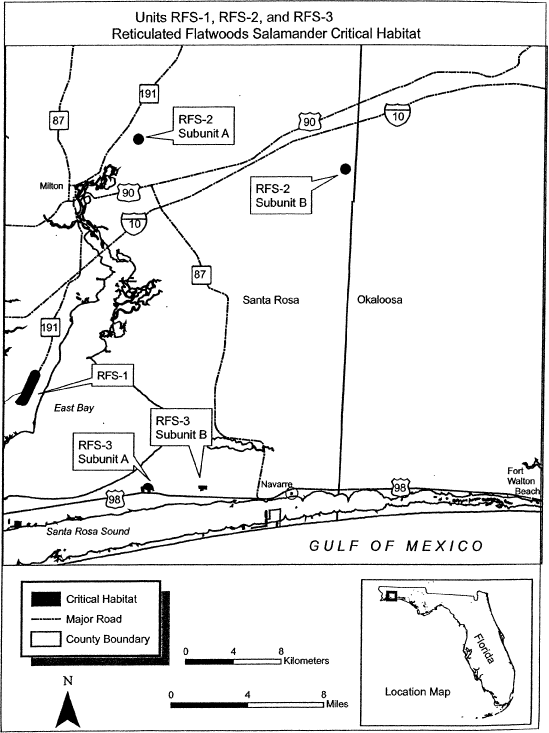 Units RFS-1, RFS-2, and RFS-3
Reticulated Flatwoods Salamander Critical Habitat
191
87
RFS-2
Subunit A
90
10
Milton
90
RFS-2
Subunit B
10
87
Santa Rosa
Okaloosa
191
RFS-1
East Bay
RFS-3
Subunit B
RFS-3
Subunit A
Navarre
98
98
Fort
Walton
Beach
Santa Rosa Sound
GULF OF MEXICO
Critical Habitat
Major Road
County Boundary
0 4 8
Kilometers
N
0 4 8
Miles
Florida
Location Map